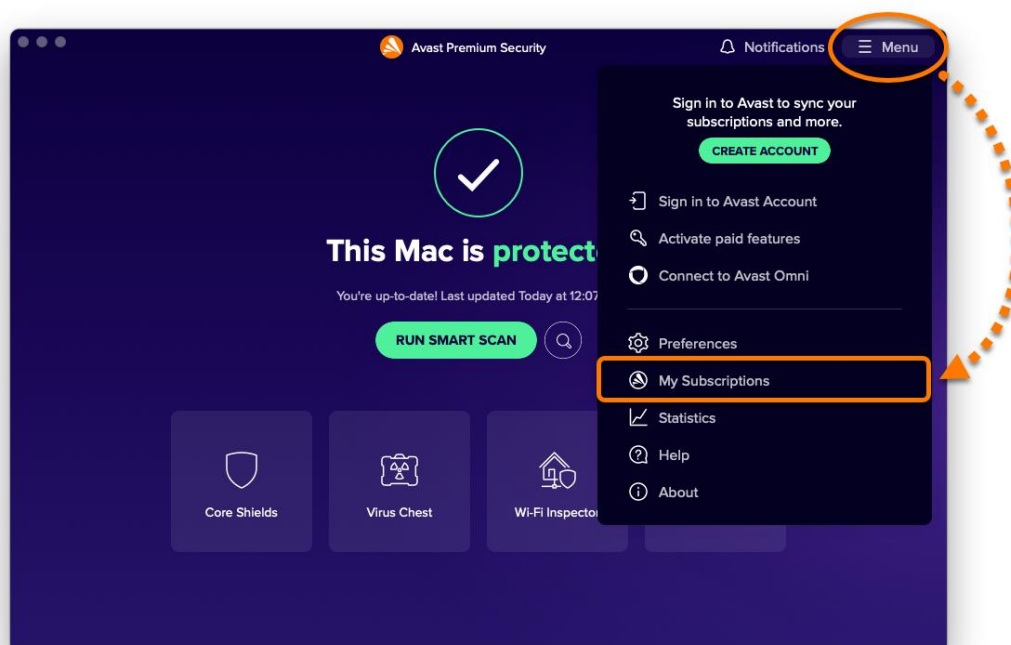 Avast Premium Security
Notifications
Menu
Sign in to Avast to sync your
subscriptions and more.
CREATE ACCOUNT
Sign in to Avast Account
Activate paid features
Connect to Avast Omni
Preferences
My Subscriptions
Statistics
Help
About
This Mac is
You're up-to-date! Last updated Today at
RUN SMART SCAN
Core Shields
Virus Chest
Wi-Fi Inspector